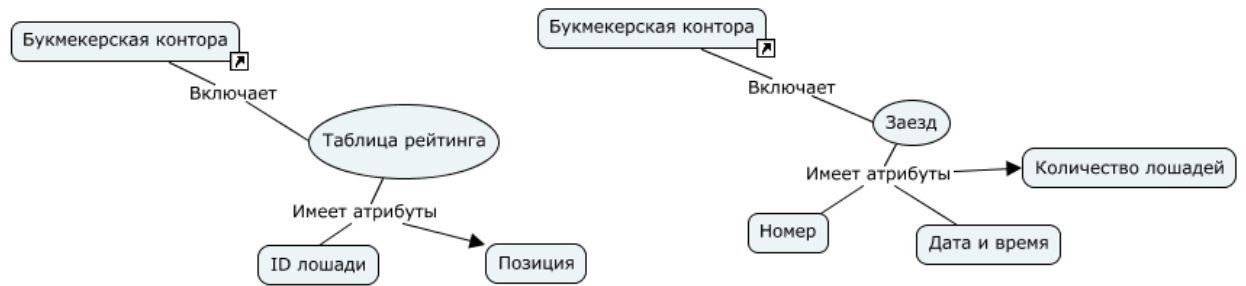 Букмекерская контора
Включает
Таблица рейтинга
Имеет атрибуты
ID лошади
Позиция
Букмекерская контора
Включает
Заезд
Имеет атрибуты
Количество лошадей
Номер
Дата и время